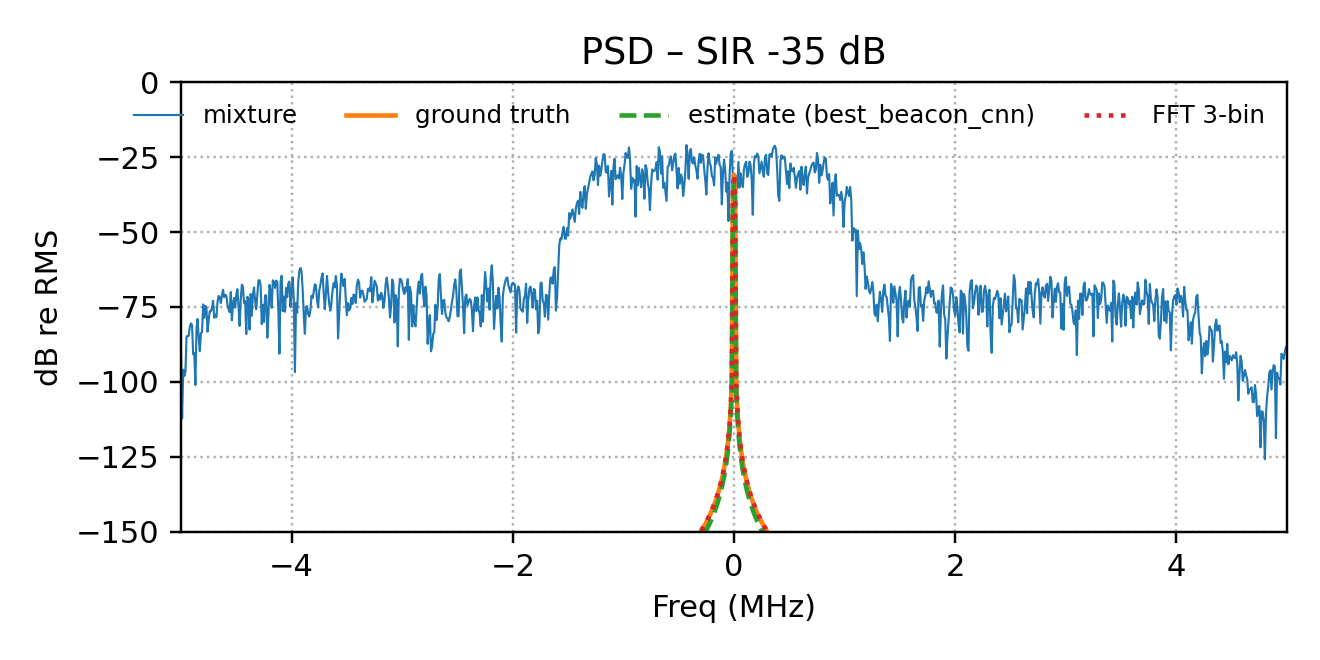 PSD – SIR -35 dB
mixture ground truth estimate (best_beacon_cnn) FFT 3-bin
dB re RMS
0
−25
−50
−75
−100
−125
−150
−4 −2 0 2 4
Freq (MHz)